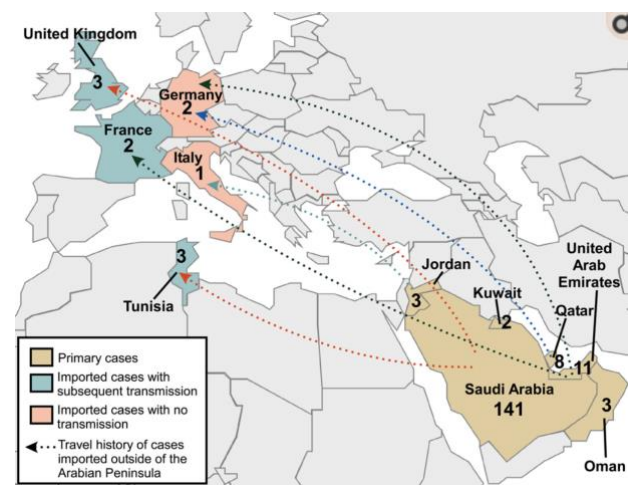 United Kingdom
3
Germany
2
France
2
Italy
1
3
Tunisia
Jordan
3
Kuwait
2
United
Arab
Emirates
Qatar
8
11
Saudi Arabia
141
3
Oman
Primary cases
Imported cases with
subsequent transmission
Imported cases with no
transmission
Travel history of cases
imported outside of the
Arabian Peninsula